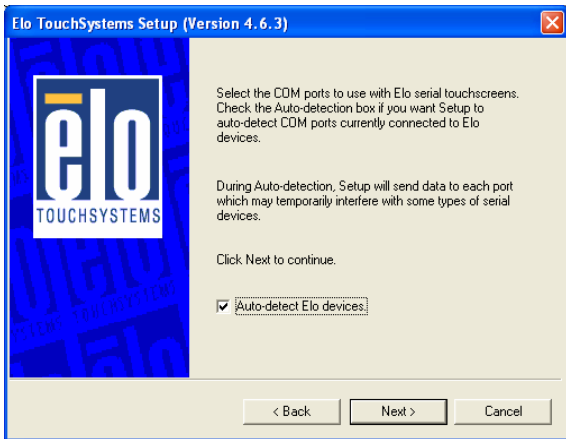 Elo TouchSystems Setup (Version 4.6.3)
elo
TOUCHSYSTEMS
Select the COM ports to use with Elo serial touchscreens.
Check the Auto-detection box if you want Setup to
auto-detect COM ports currently connected to Elo
devices.
During Auto-detection, Setup will send data to each port
which may temporarily interfere with some types of serial
devices.
Click Next to continue.
Auto-detect Elo devices.
< Back
Next >
Cancel